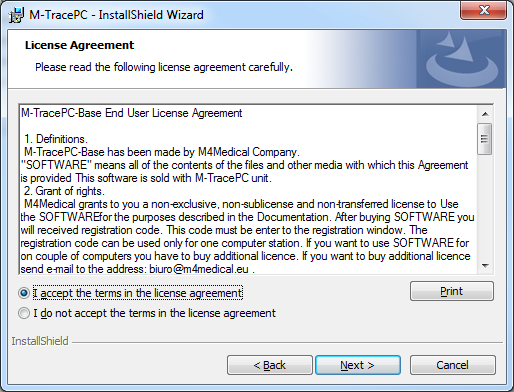 M-TracePC - InstallShield Wizard
License Agreement
Please read the following license agreement carefully.
M-TracePC-Base End User License Agreement
1. Definitions.
M-TracePC-Base has been made by M4Medical Company.
"SOFTWARE" means all of the contents of the files and other media with which this Agreement
is provided This software is sold with M-TracePC unit.
2. Grant of rights.
M4Medical grants to you a non-exclusive, non-sublicense and non-transferred license to Use
the SOFTWAREfor the purposes described in the Documentation. After buying SOFTWARE you
will received registration code. This code must be enter to the registration window. The
registration code can be used only for one computer station. If you want to use SOFTWARE for
on couple of computers you have to buy additional licence. If you want to buy additional licence
send e-mail to the address: biuro@m4medical.eu .
I accept the terms in the license agreement
Print
I do not accept the terms in the license agreement
InstallShield
< Back
Next >
Cancel